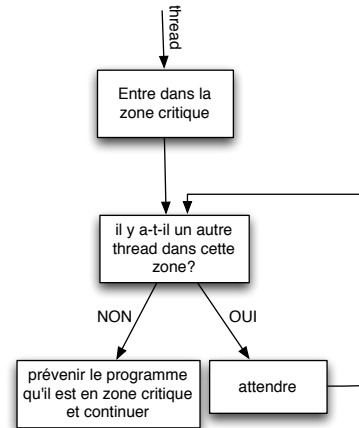 thread
Entre dans la
zone critique
il y a-t-il un autre
thread dans cette
zone?
NON
OUI
prévenir le programme
qu'il est en zone critique
et continuer
attendre